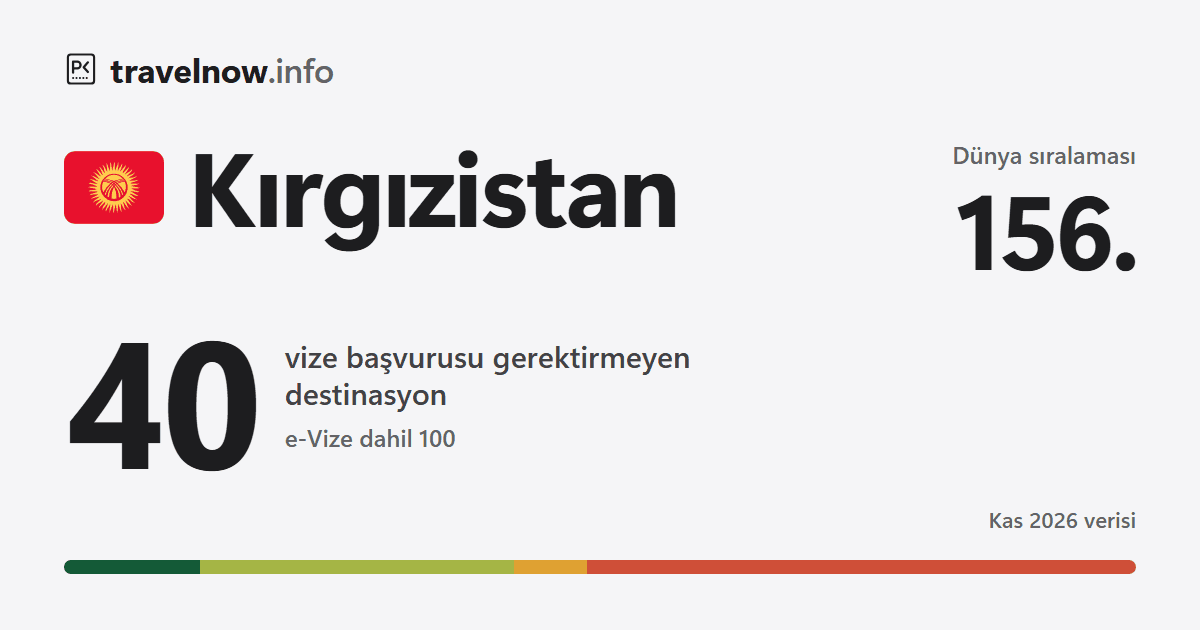 travelnow.info
Kırgızistan
Dünya sıralaması
156.
40
vize başvurusu gerektirmeyen
destinasyon
e-Vize dahil 100
Kas 2026 verisi